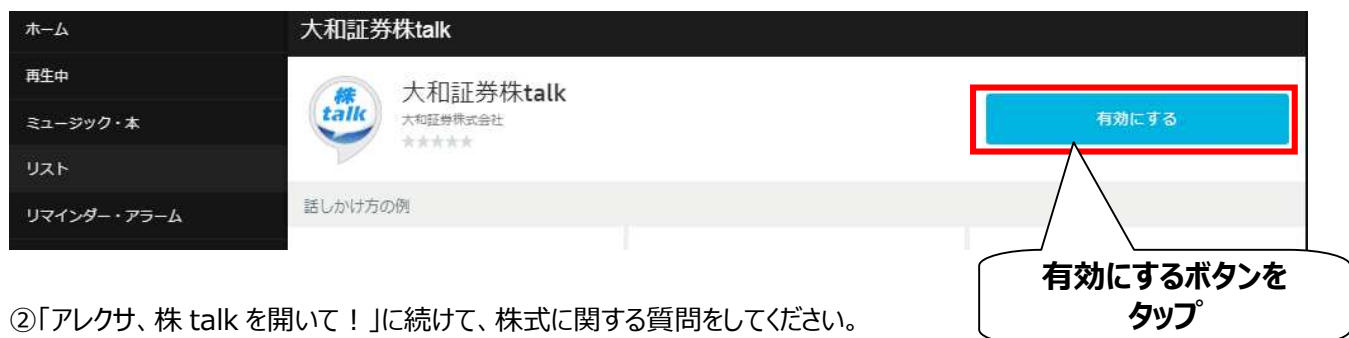 ホーム
大和証券株talk
再生中
ミュージック・本
リスト
リマインダー・アラーム
株
talk
大和証券株talk
大和証券株式会社
★★★★★
有効にする
話しかけ方の例
有効にするボタンを
タップ
②「アレクサ、株 talk を開いて！」に続けて、株式に関する質問をしてください。